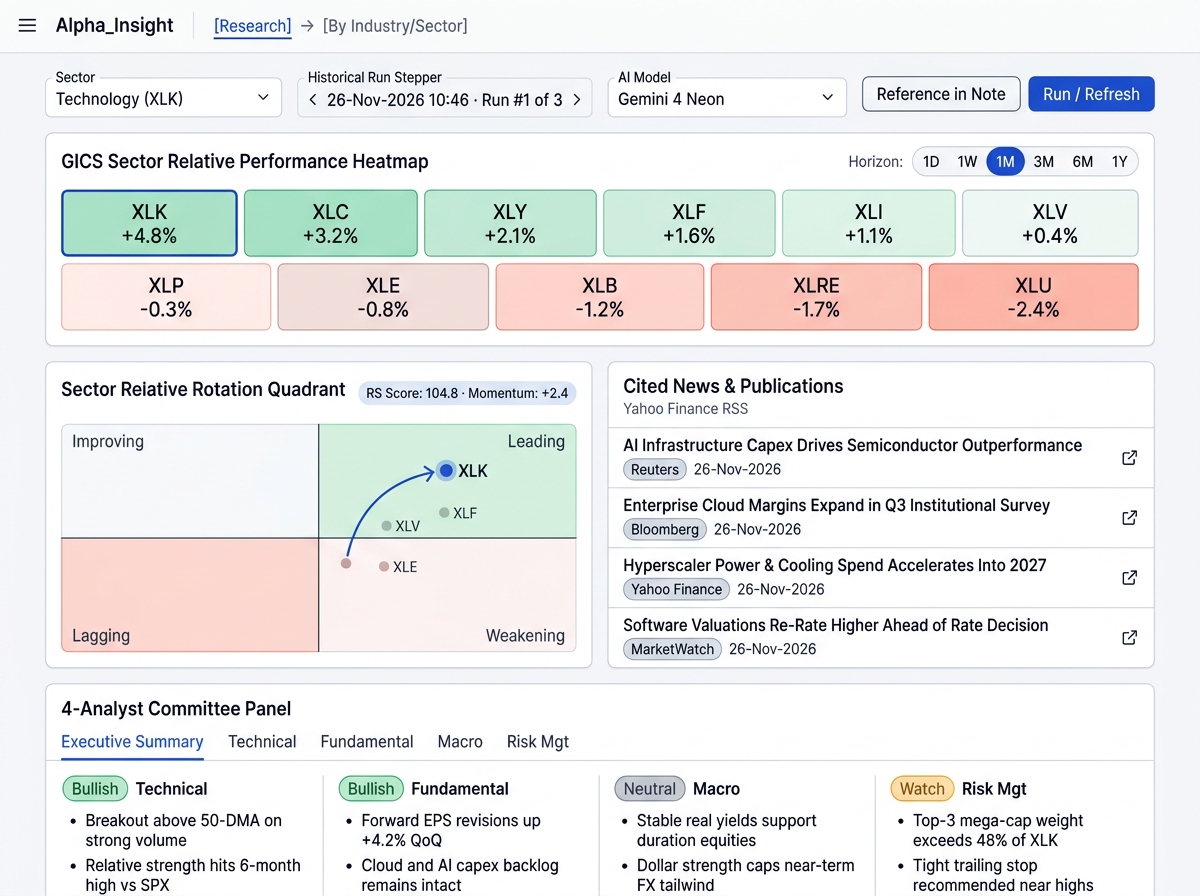 Alpha_Insight
[Research] → [By Industry/Sector]
Sector
Technology (XLK)
Historical Run Stepper
26-Nov-2026 10:46 · Run #1 of 3
AI Model
Gemini 4 Neon
Reference in Note
Run / Refresh
GICS Sector Relative Performance Heatmap
Horizon: 1D 1W 1M 3M 6M 1Y
XLK
+4.8%
XLC
+3.2%
XLY
+2.1%
XLF
+1.6%
XLI
+1.1%
XLV
+0.4%
XLP
-0.3%
XLE
-0.8%
XLB
-1.2%
XLRE
-1.7%
XLU
-2.4%
Sector Relative Rotation Quadrant
RS Score: 104.8 · Momentum: +2.4
Improving
Leading
XLK
XLF
XLV
XLE
Lagging
Weakening
Cited News & Publications
Yahoo Finance RSS
AI Infrastructure Capex Drives Semiconductor Outperformance
Reuters 26-Nov-2026
Enterprise Cloud Margins Expand in Q3 Institutional Survey
Bloomberg 26-Nov-2026
Hyperscaler Power & Cooling Spend Accelerates Into 2027
Yahoo Finance 26-Nov-2026
Software Valuations Re-Rate Higher Ahead of Rate Decision
MarketWatch 26-Nov-2026
4-Analyst Committee Panel
Executive Summary Technical Fundamental Macro Risk Mgt
Bullish Technical
• Breakout above 50-DMA on
strong volume
• Relative strength hits 6-month
high vs SPX
Bullish Fundamental
• Forward EPS revisions up
+4.2% QoQ
• Cloud and AI capex backlog
remains intact
Neutral Macro
• Stable real yields support
duration equities
• Dollar strength caps near-term
FX tailwind
Watch Risk Mgt
• Top-3 mega-cap weight
exceeds 48% of XLK
• Tight trailing stop
recommended near highs